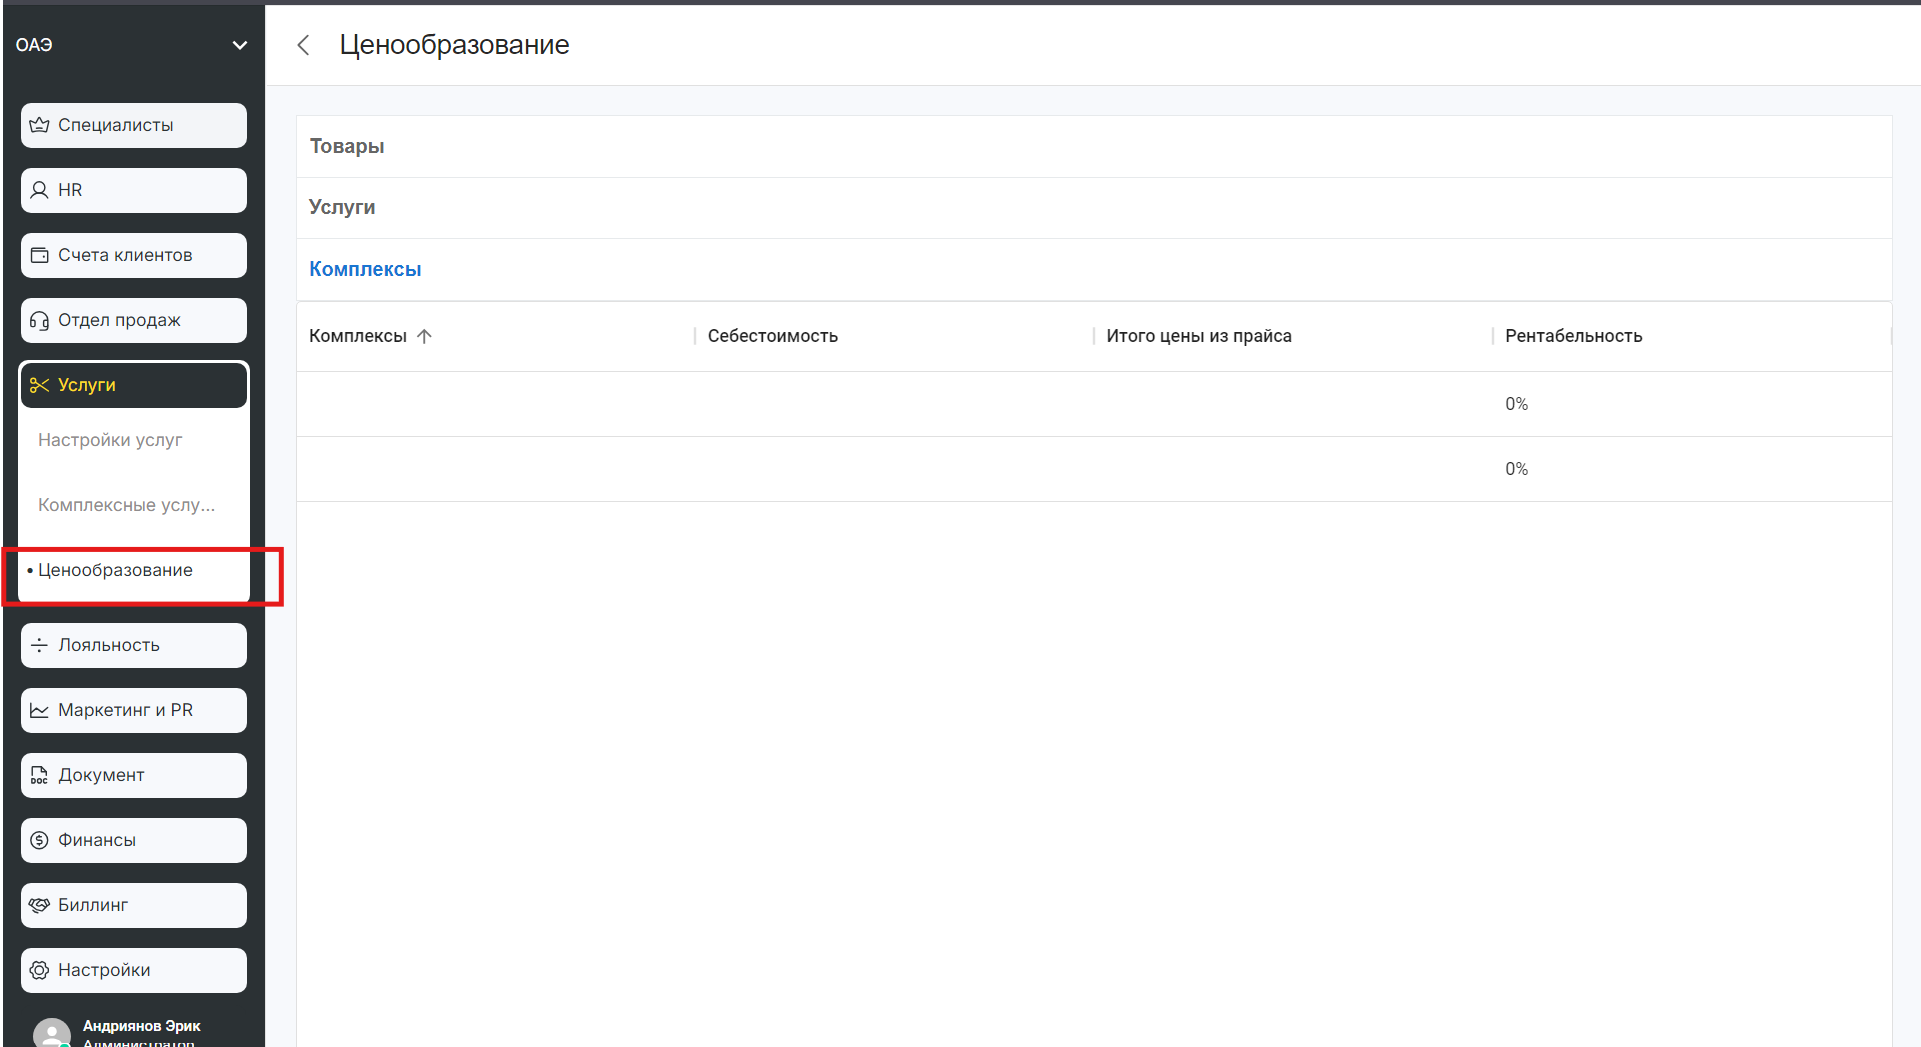 ОАЭ
Специалисты
HR
Счета клиентов
Отдел продаж
Услуги
Настройки услуг
Комплексные услу...
• Ценообразование
Лояльность
Маркетинг и PR
Документ
Финансы
Биллинг
Настройки
Андриянов Эрик
Администратор
Ценообразование
Товары
Услуги
Комплексы
Комплексы Себестоимость Итого цены из прайса Рентабельность
0%
0%